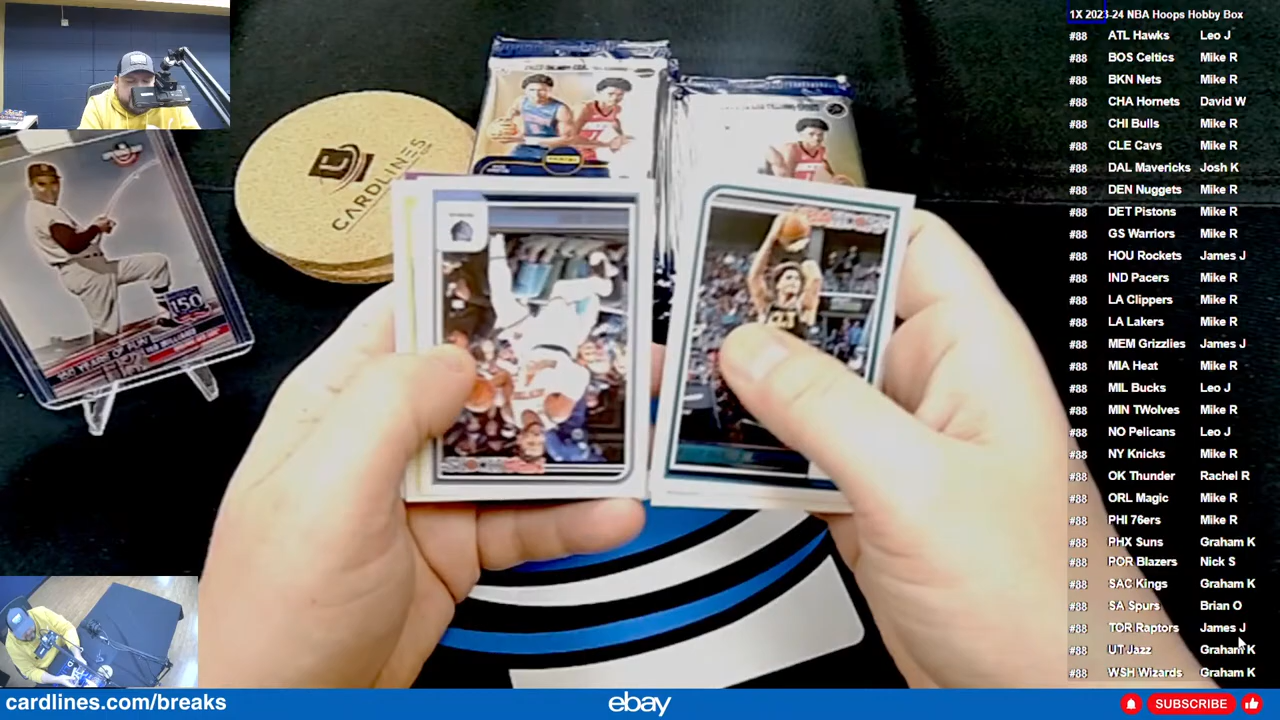 1X 2023-24 NBA Hoops Hobby Box
#88 ATL Hawks Leo J
#88 BOS Celtics Mike R
#88 BKN Nets Mike R
#88 CHA Hornets David W
#88 CHI Bulls Mike R
#88 CLE Cavs Mike R
#88 DAL Mavericks Josh K
#88 DEN Nuggets Mike R
#88 DET Pistons Mike R
#88 GS Warriors Mike R
#88 HOU Rockets James J
#88 IND Pacers Mike R
#88 LA Clippers Mike R
#88 LA Lakers Mike R
#88 MEM Grizzlies James J
#88 MIA Heat Mike R
#88 MIL Bucks Leo J
#88 MIN TWolves Mike R
#88 NO Pelicans Leo J
#88 NY Knicks Mike R
#88 OK Thunder Rachel R
#88 ORL Magic Mike R
#88 PHI 76ers Mike R
#88 PHX Suns Graham K
#88 POR Blazers Nick S
#88 SAC Kings Graham K
#88 SA Spurs Brian O
#88 TOR Raptors James J
#88 UT Jazz Graham K
#88 WSH Wizards Graham K
CARDLINES
150
150 YEARS OF FUN
cardlines.com/breaks
ebay
SUBSCRIBE